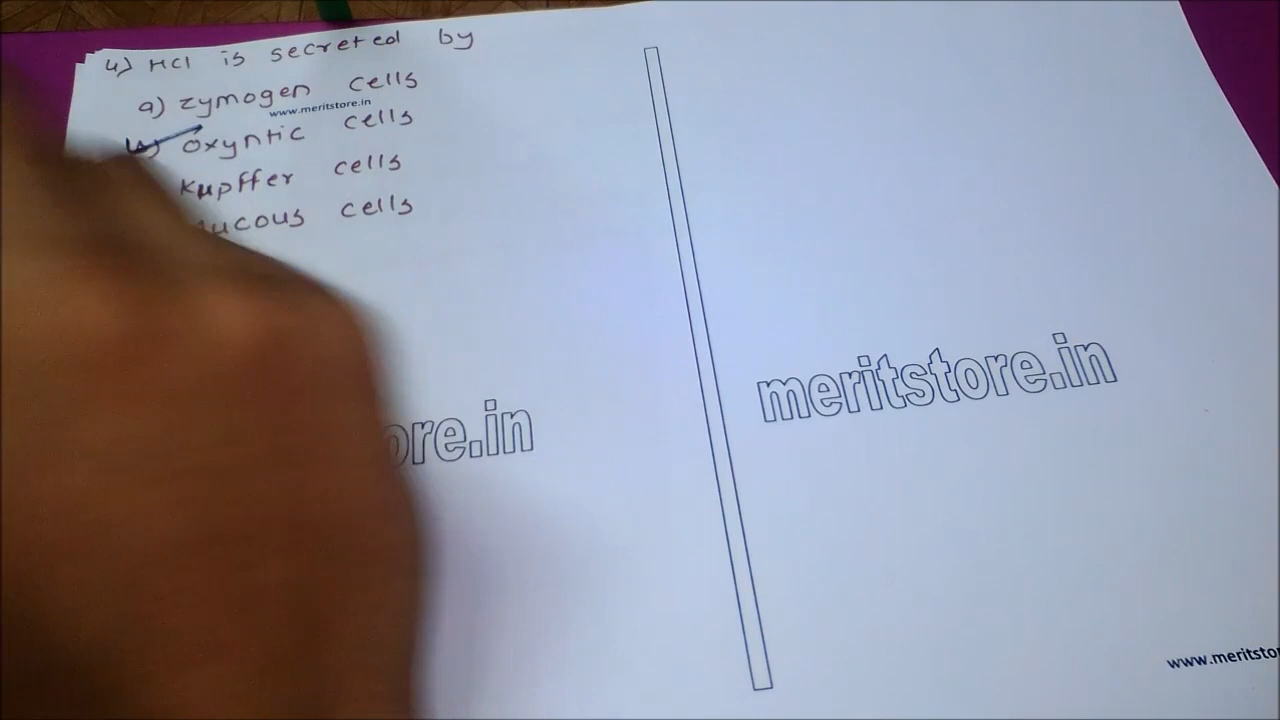 4) HCl is secreted by
a) zymogen cells
www.meritstore.in
b) oxyntic cells
kupffer cells
mucous cells
ore.in
meritstore.in
www.meritstor